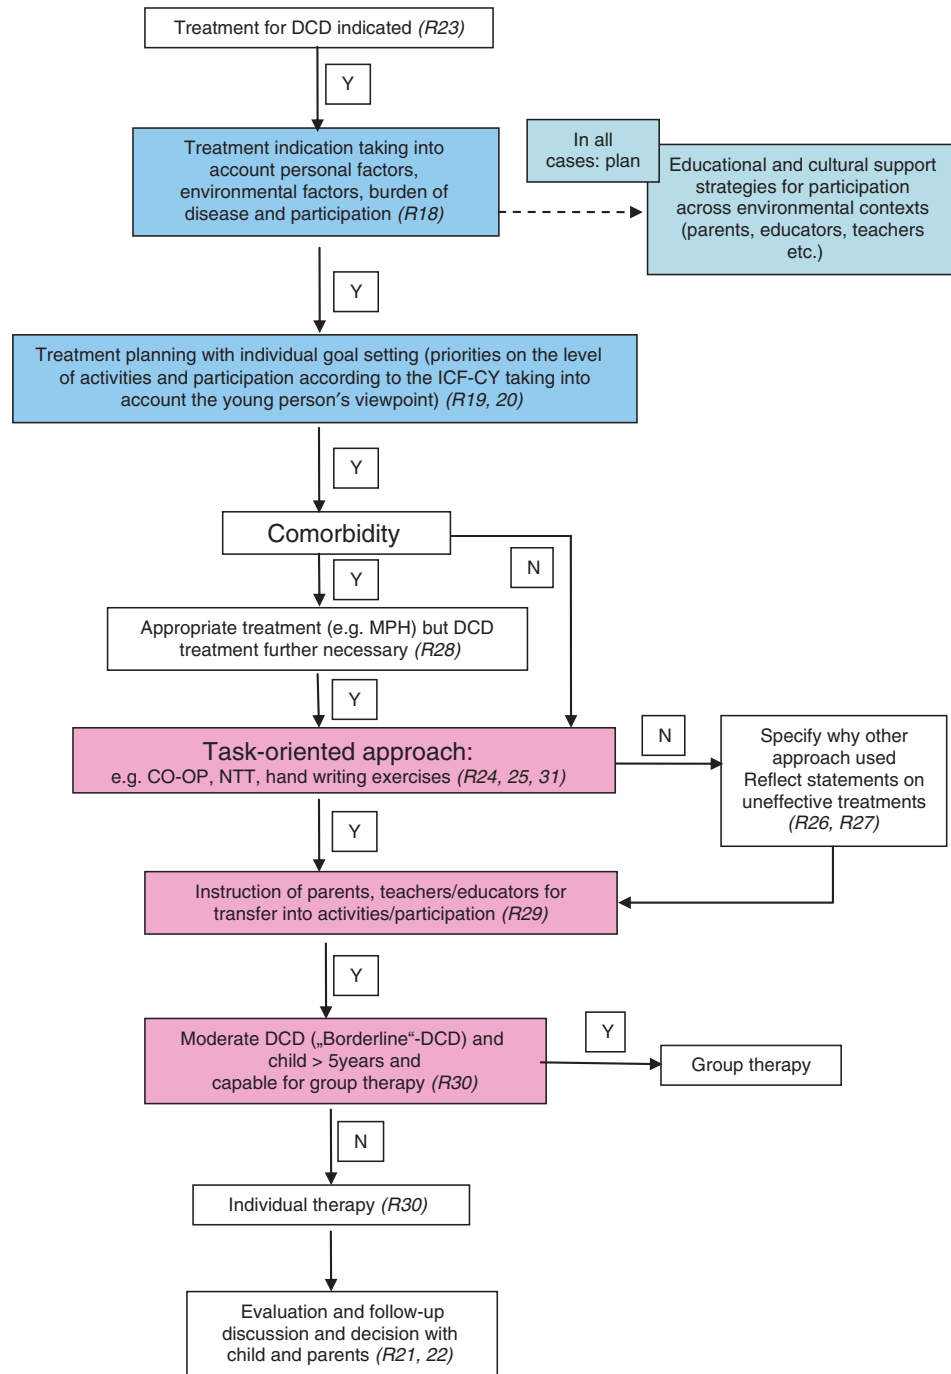 Treatment for DCD indicated (R23)
Y
Treatment indication taking into
account personal factors,
environmental factors, burden of
disease and participation (R18)
In all
cases: plan
Educational and cultural support
strategies for participation
across environmental contexts
(parents, educators, teachers
etc.)
Y
Treatment planning with individual goal setting (priorities on the level
of activities and participation according to the ICF-CY taking into
account the young person′s viewpoint) (R19, 20)
Y
Comorbidity
Y
N
Appropriate treatment (e.g. MPH) but DCD
treatment further necessary (R28)
Y
Task-oriented approach:
e.g. CO-OP, NTT, hand writing exercises (R24, 25, 31)
N
Specify why other
approach used
Reflect statements on
uneffective treatments
(R26, R27)
Y
Instruction of parents, teachers/educators for
transfer into activities/participation (R29)
Y
Moderate DCD („Borderline“-DCD) and
child > 5years and
capable for group therapy (R30)
Y
Group therapy
N
Individual therapy (R30)
Evaluation and follow-up
discussion and decision with
child and parents (R21, 22)